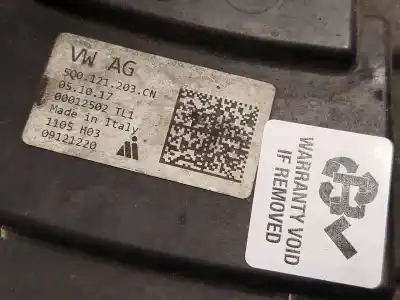 VW AG
5Q0.121.203.CN
05.10.17
00012502 TL1
Made in Italy
1105 H03
09121220
WARRANTY VOID
IF REMOVED